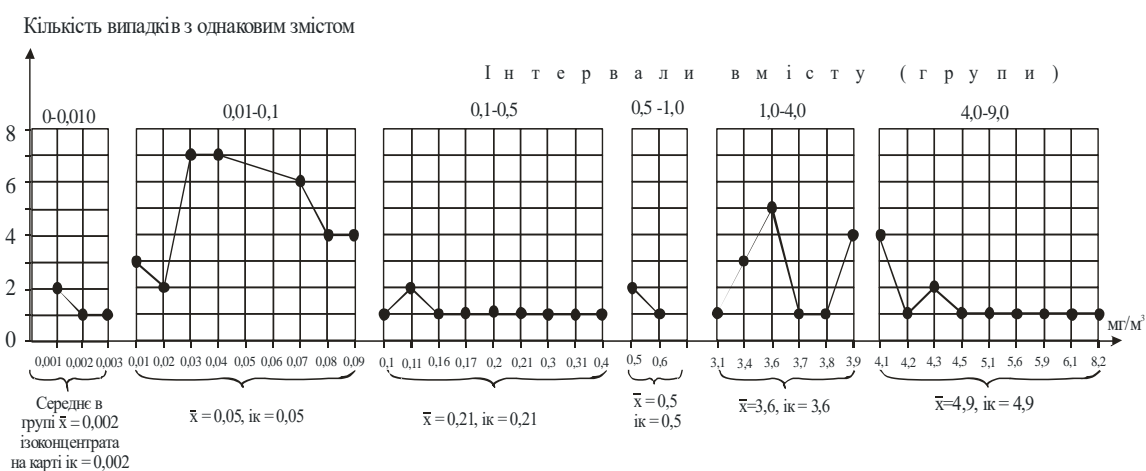 Кількість випадків з однаковим змістом
Інтервали вмісту (групи)
0-0,010 0,01-0,1 0,1-0,5 0,5 -1,0 1,0-4,0 4,0-9,0
8
6
4
2
0
мг/м³
0,001 0,002 0,003 0,01 0,02 0,03 0,04 0,05 0,06 0,07 0,08 0,09 0,1 0,11 0,16 0,17 0,2 0,21 0,3 0,31 0,4 0,5 0,6 3,1 3,4 3,6 3,7 3,8 3,9 4,1 4,2 4,3 4,5 5,1 5,6 5,9 6,1 8,2
Середнє в
групі x̅ = 0,002
ізоконцентрата
на карті ік = 0,002
x̅ = 0,05, ік = 0,05
x̅ = 0,21, ік = 0,21
x̅ = 0,5
ік = 0,5
x̅=3,6, ік = 3,6
x̅=4,9, ік = 4,9